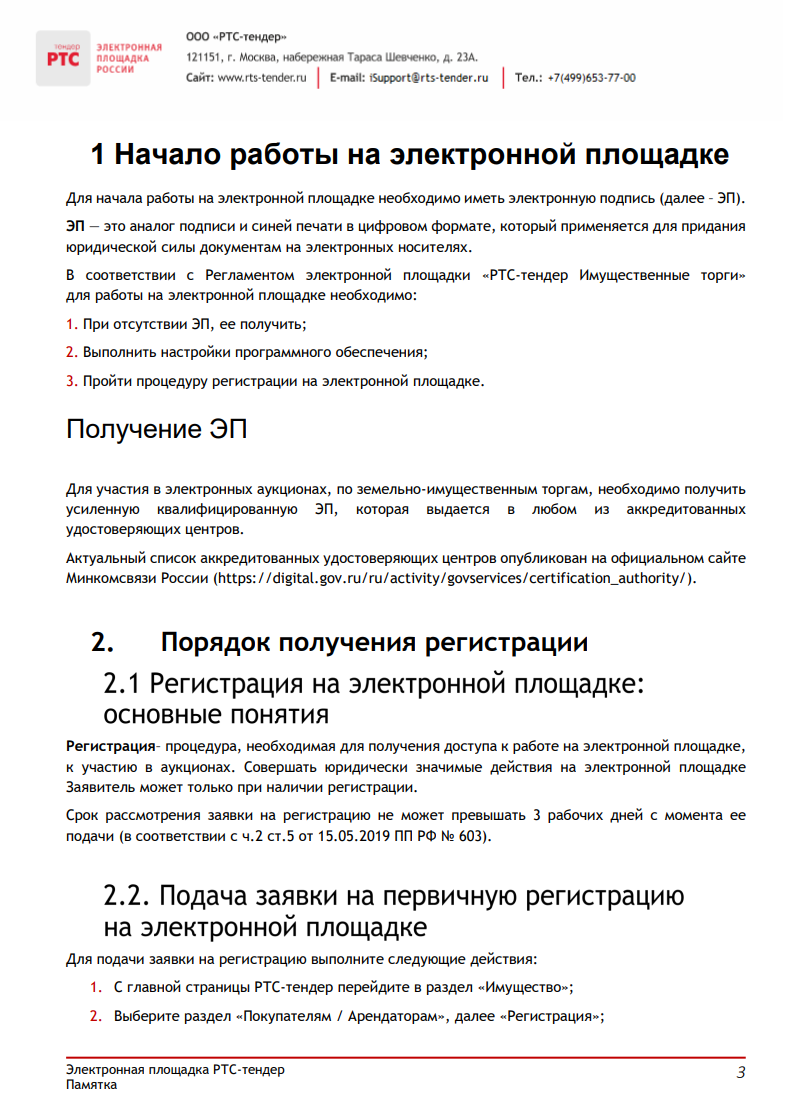 тендер
РТС
ЭЛЕКТРОННАЯ
ПЛОЩАДКА
РОССИИ
ООО «РТС-тендер»
121151, г. Москва, набережная Тараса Шевченко, д. 23А.
Сайт: www.rts-tender.ru | E-mail: iSupport@rts-tender.ru | Тел.: +7(499)653-77-00
1 Начало работы на электронной площадке
Для начала работы на электронной площадке необходимо иметь электронную подпись (далее – ЭП).
ЭП — это аналог подписи и синей печати в цифровом формате, который применяется для придания
юридической силы документам на электронных носителях.
В соответствии с Регламентом электронной площадки «РТС-тендер Имущественные торги»
для работы на электронной площадке необходимо:
1. При отсутствии ЭП, ее получить;
2. Выполнить настройки программного обеспечения;
3. Пройти процедуру регистрации на электронной площадке.
Получение ЭП
Для участия в электронных аукционах, по земельно-имущественным торгам, необходимо получить
усиленную квалифицированную ЭП, которая выдается в любом из аккредитованных
удостоверяющих центров.
Актуальный список аккредитованных удостоверяющих центров опубликован на официальном сайте
Минкомсвязи России (https://digital.gov.ru/ru/activity/govservices/certification_authority/).
2. Порядок получения регистрации
2.1 Регистрация на электронной площадке:
основные понятия
Регистрация– процедура, необходимая для получения доступа к работе на электронной площадке,
к участию в аукционах. Совершать юридически значимые действия на электронной площадке
Заявитель может только при наличии регистрации.
Срок рассмотрения заявки на регистрацию не может превышать 3 рабочих дней с момента ее
подачи (в соответствии с ч.2 ст.5 от 15.05.2019 ПП РФ № 603).
2.2. Подача заявки на первичную регистрацию
на электронной площадке
Для подачи заявки на регистрацию выполните следующие действия:
1. С главной страницы РТС-тендер перейдите в раздел «Имущество»;
2. Выберите раздел «Покупателям / Арендаторам», далее «Регистрация»;
Электронная площадка РТС-тендер
Памятка
3